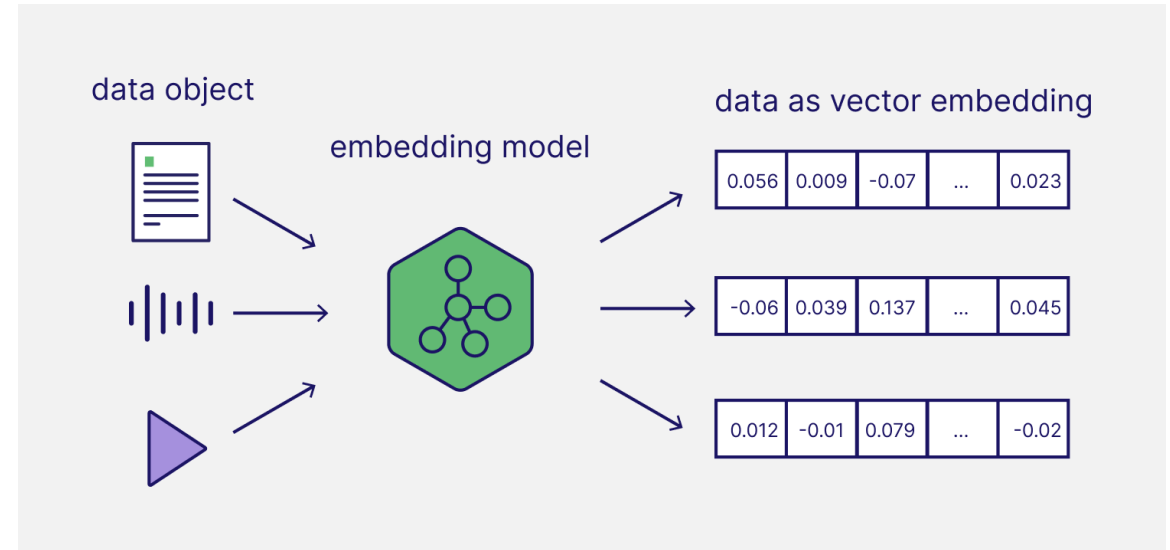 data object
embedding model
data as vector embedding
0.056 0.009 -0.07 ... 0.023
-0.06 0.039 0.137 ... 0.045
0.012 -0.01 0.079 ... -0.02